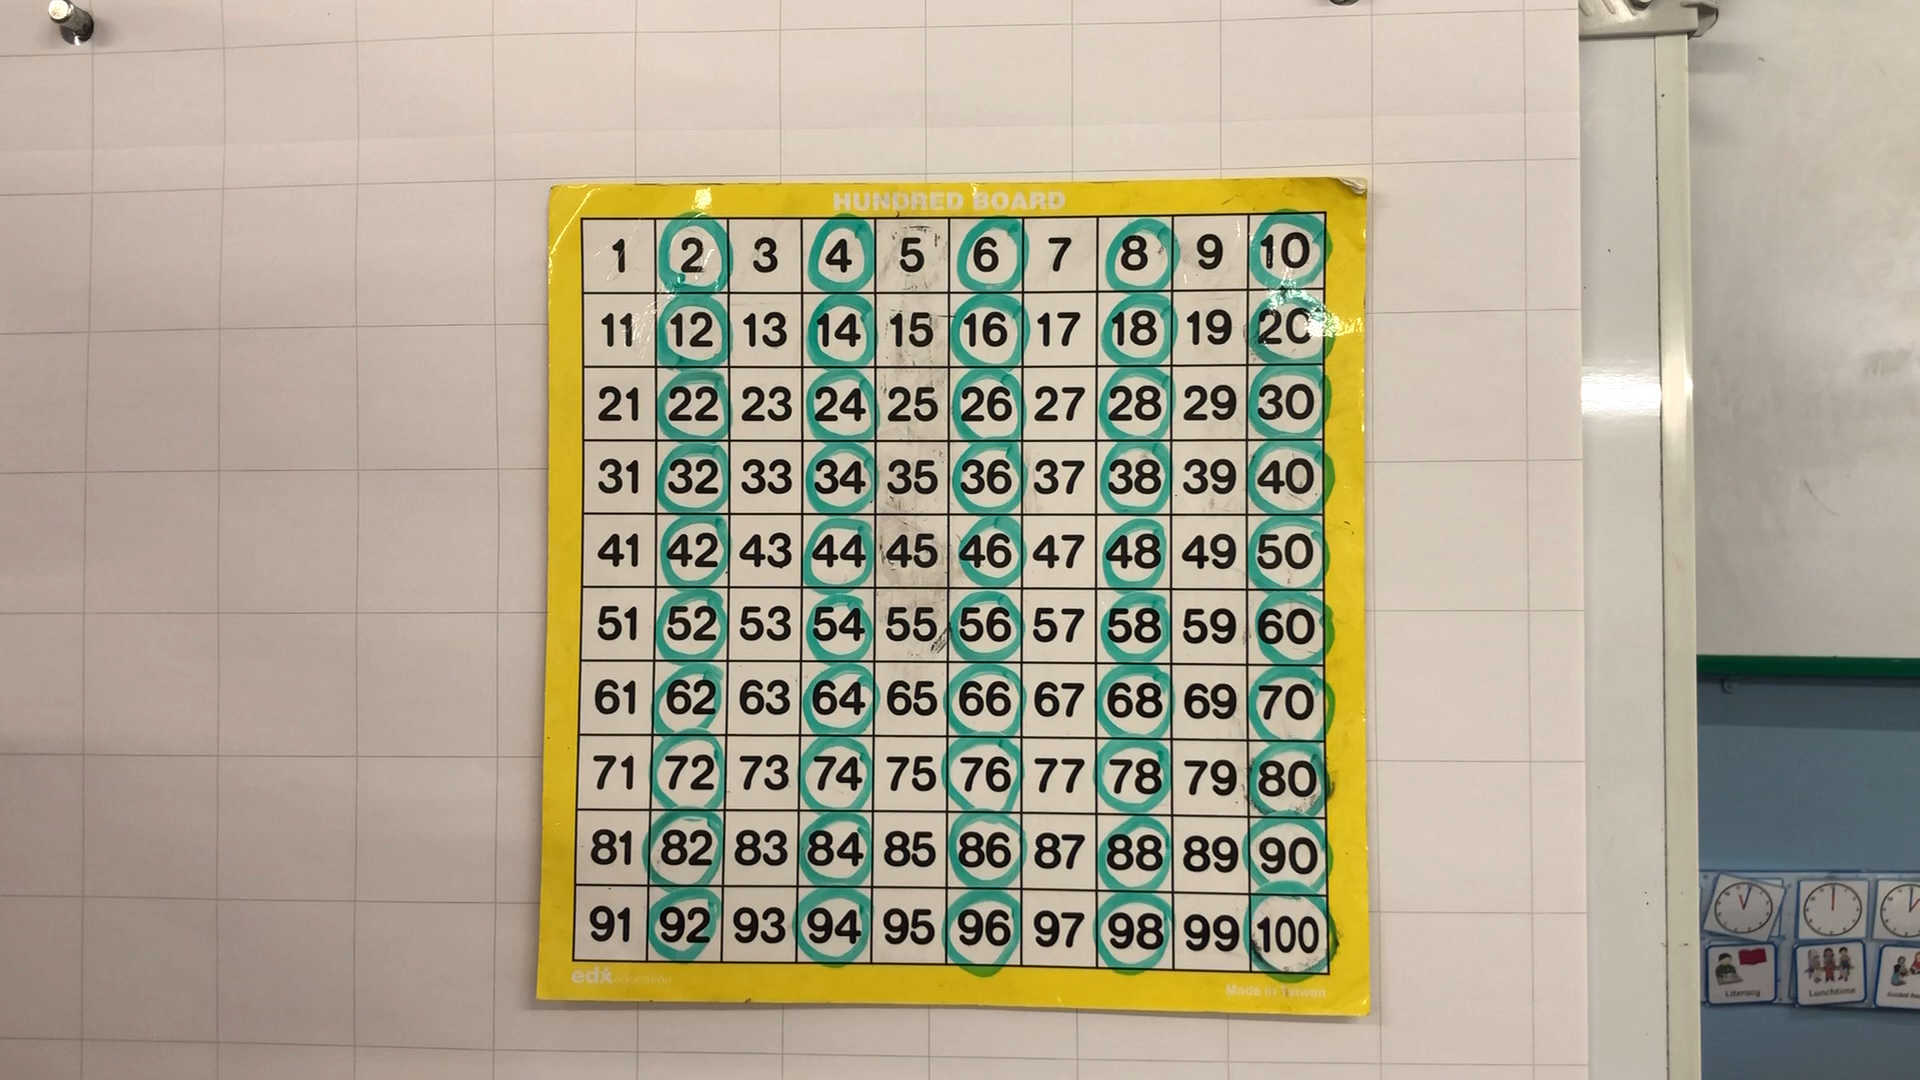 HUNDRED BOARD
1 2 3 4 5 6 7 8 9 10
11 12 13 14 15 16 17 18 19 20
21 22 23 24 25 26 27 28 29 30
31 32 33 34 35 36 37 38 39 40
41 42 43 44 45 46 47 48 49 50
51 52 53 54 55 56 57 58 59 60
61 62 63 64 65 66 67 68 69 70
71 72 73 74 75 76 77 78 79 80
81 82 83 84 85 86 87 88 89 90
91 92 93 94 95 96 97 98 99 100
edx education
Made in Taiwan
Literacy
Lunchtime
Guided